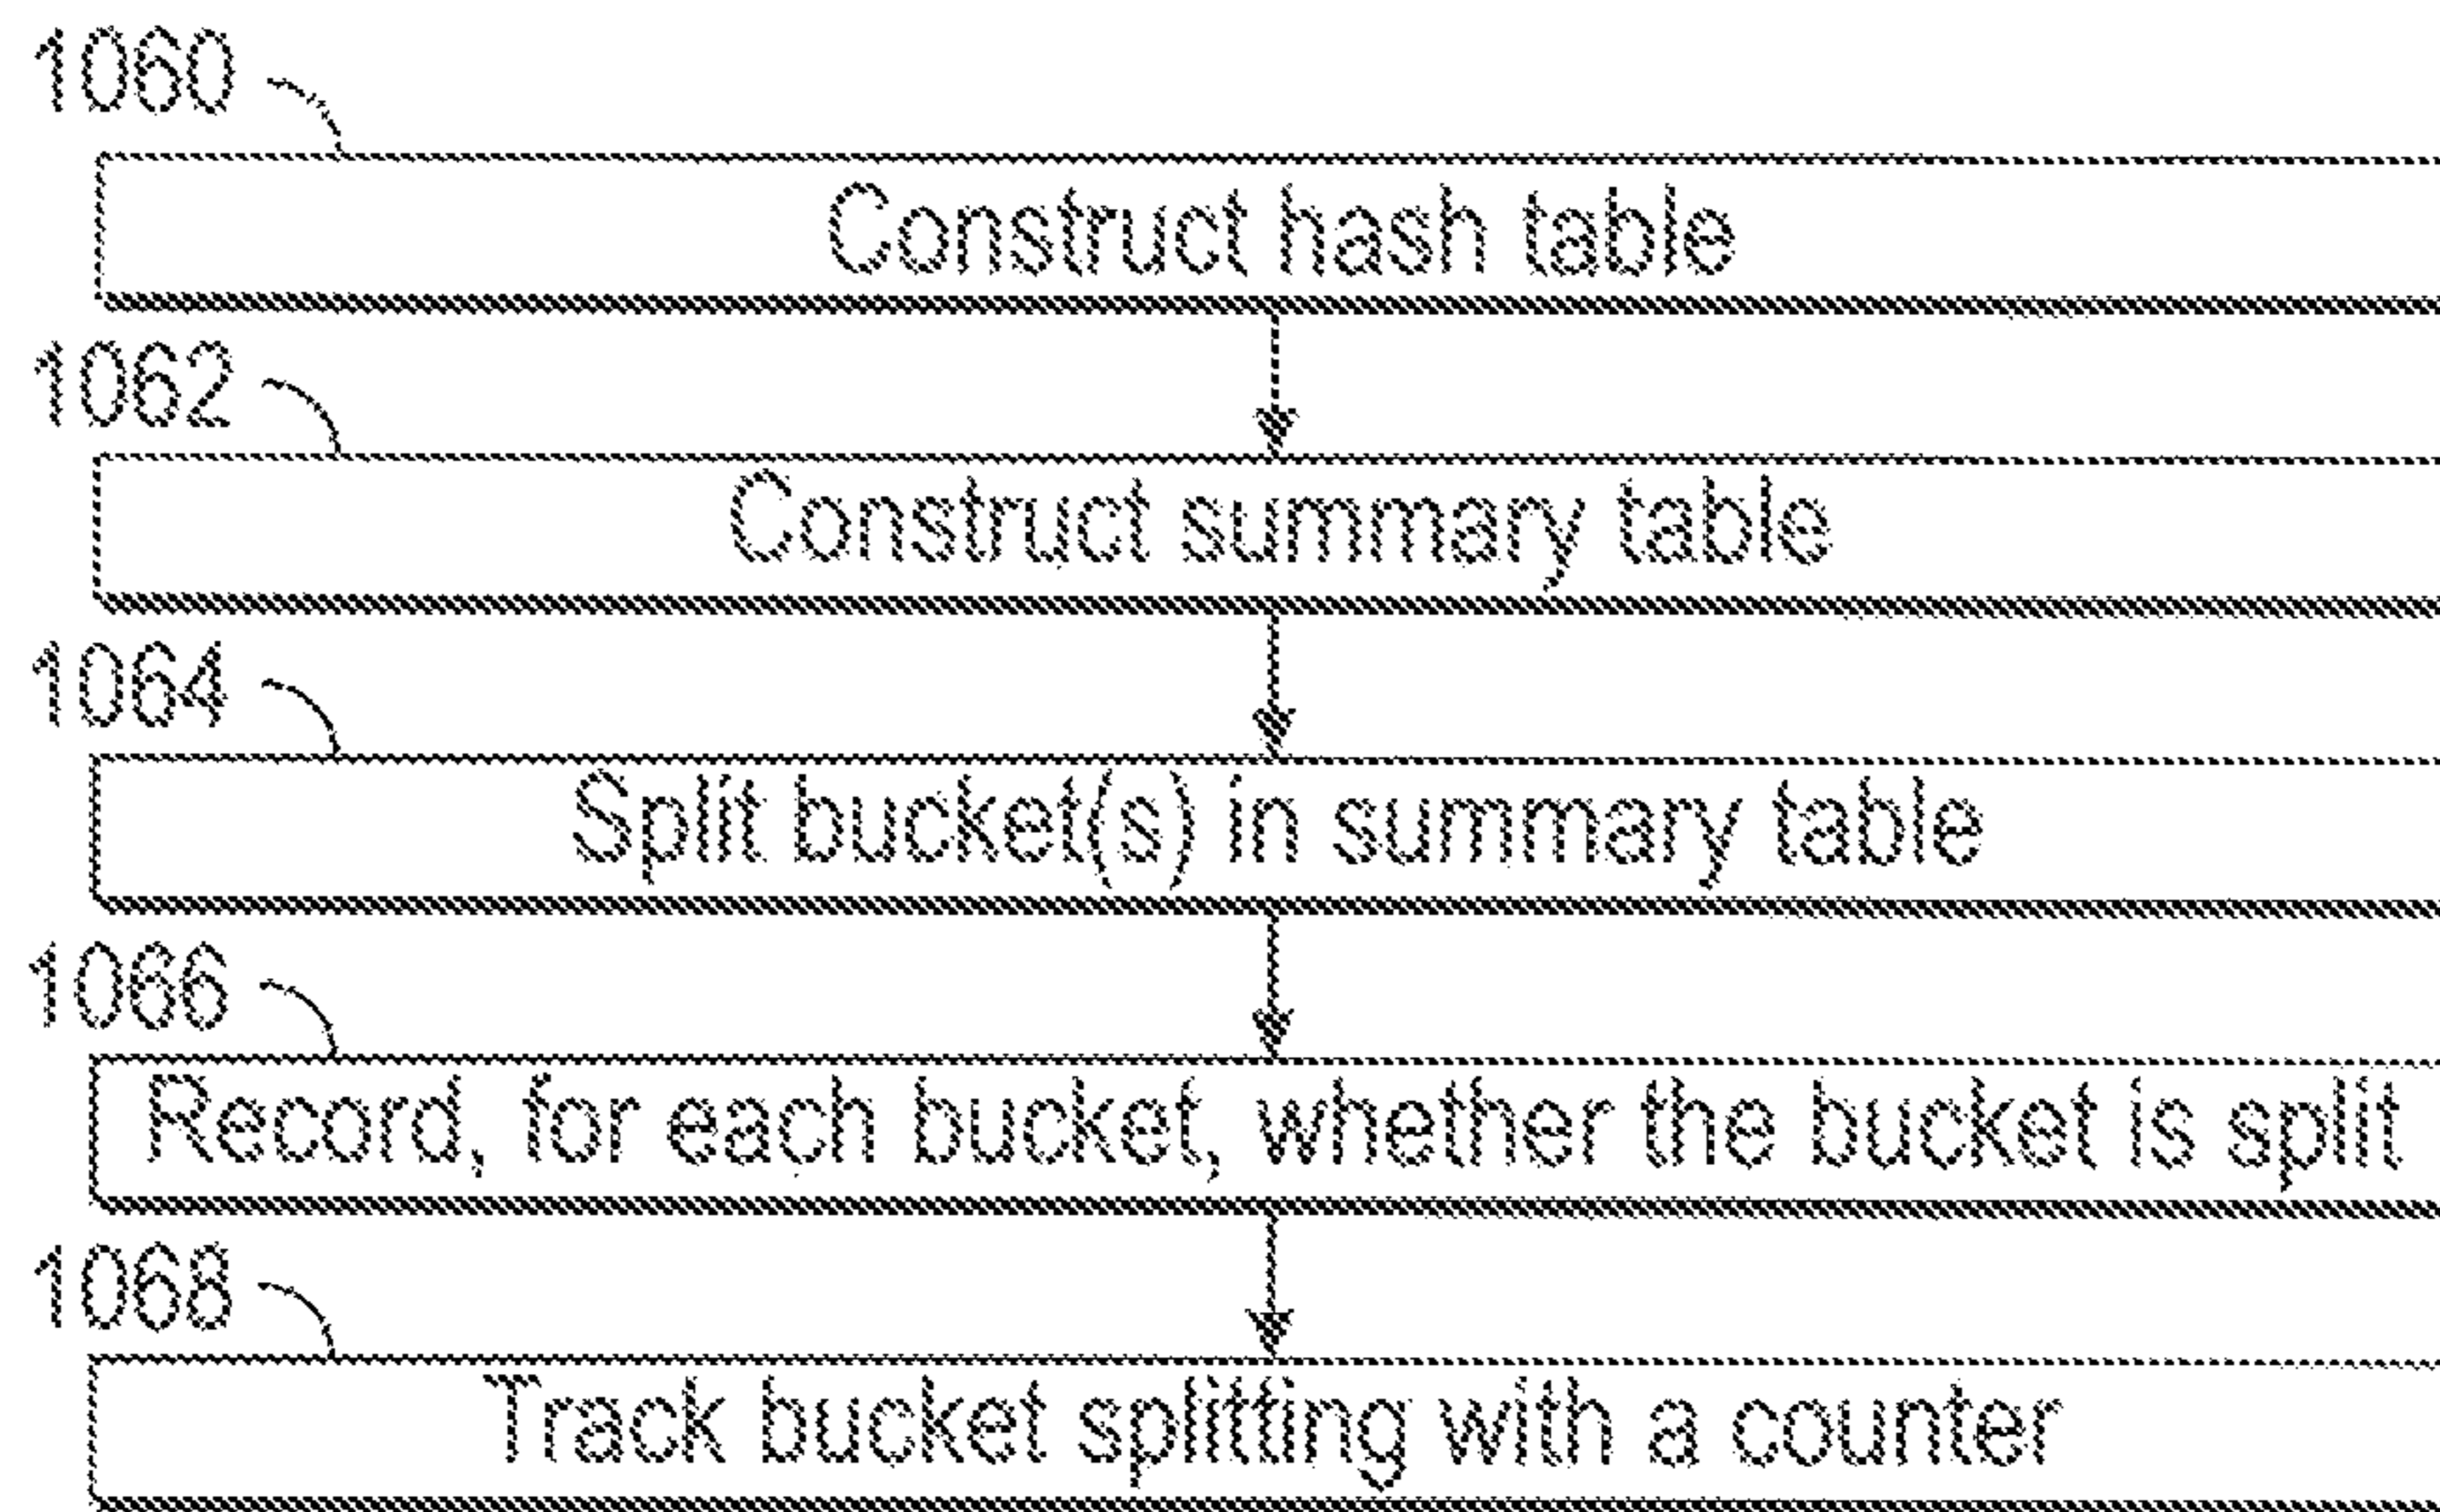 1060
Construct hash table
1062
Construct summary table
1064
Split bucket(s) in summary table
1066
Record, for each bucket, whether the bucket is split
1068
Track bucket splitting with a counter